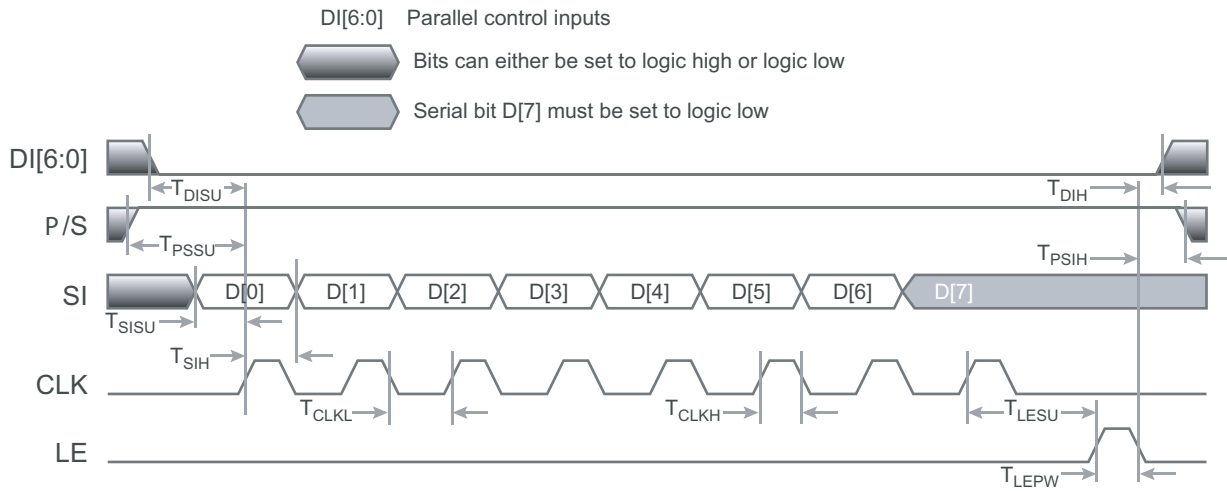 DI[6:0] Parallel control inputs
Bits can either be set to logic high or logic low
Serial bit D[7] must be set to logic low
DI[6:0]
TDISU
TDIH
P/S
TPSSU
TPSIH
SI
D[0] D[1] D[2] D[3] D[4] D[5] D[6] D[7]
TSISU
TSIH
CLK
TCLKL
TCLKH
TLESU
LE
TLEPW